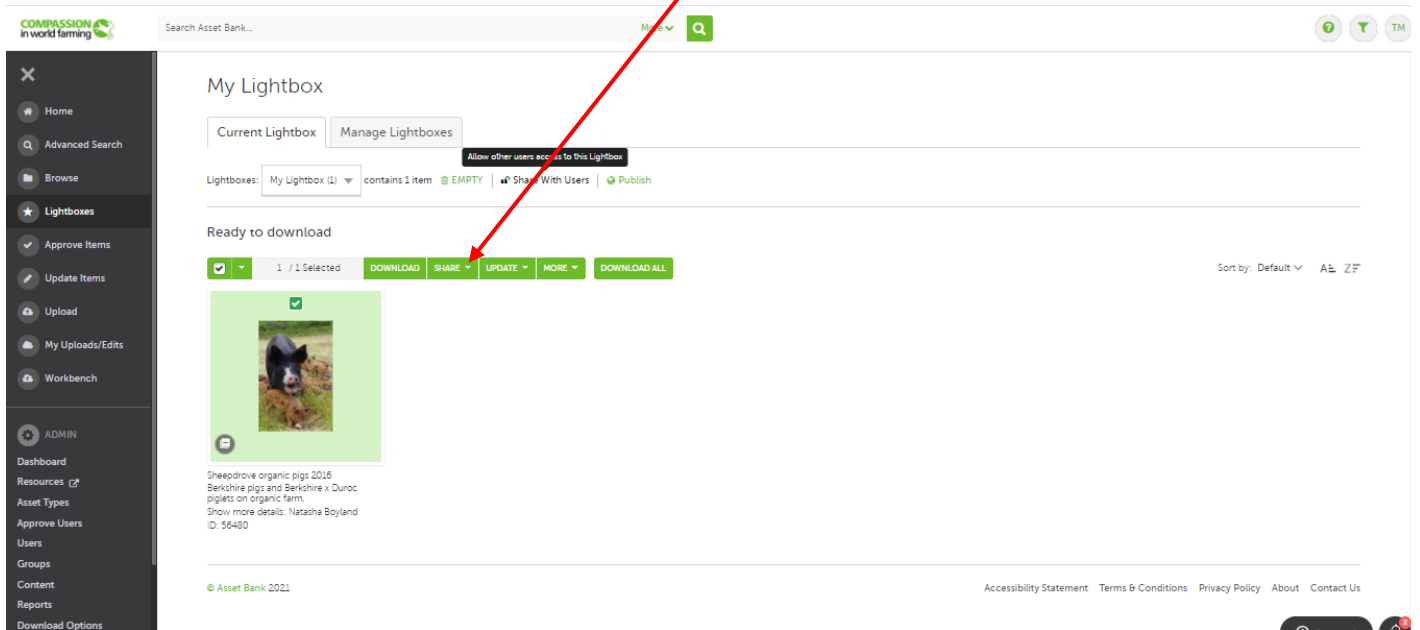 COMPASSION
in world farming
Search Asset Bank...
More
TM
Home
Advanced Search
Browse
Lightboxes
Approve Items
Update Items
Upload
My Uploads/Edits
Workbench
ADMIN
Dashboard
Resources
Asset Types
Approve Users
Users
Groups
Content
Reports
Download Options
My Lightbox
Current Lightbox Manage Lightboxes
Allow other users access to this Lightbox
Lightboxes: My Lightbox (1) contains 1 item EMPTY Share With Users Publish
Ready to download
1 / 1 Selected DOWNLOAD SHARE UPDATE MORE DOWNLOAD ALL
Sort by: Default
Sheepdrove organic pigs 2016
Berkshire pigs and Berkshire x Duroc
piglets on organic farm.
Show more details: Natasha Boyland
ID: 56480
© Asset Bank 2021
Accessibility Statement Terms & Conditions Privacy Policy About Contact Us
2